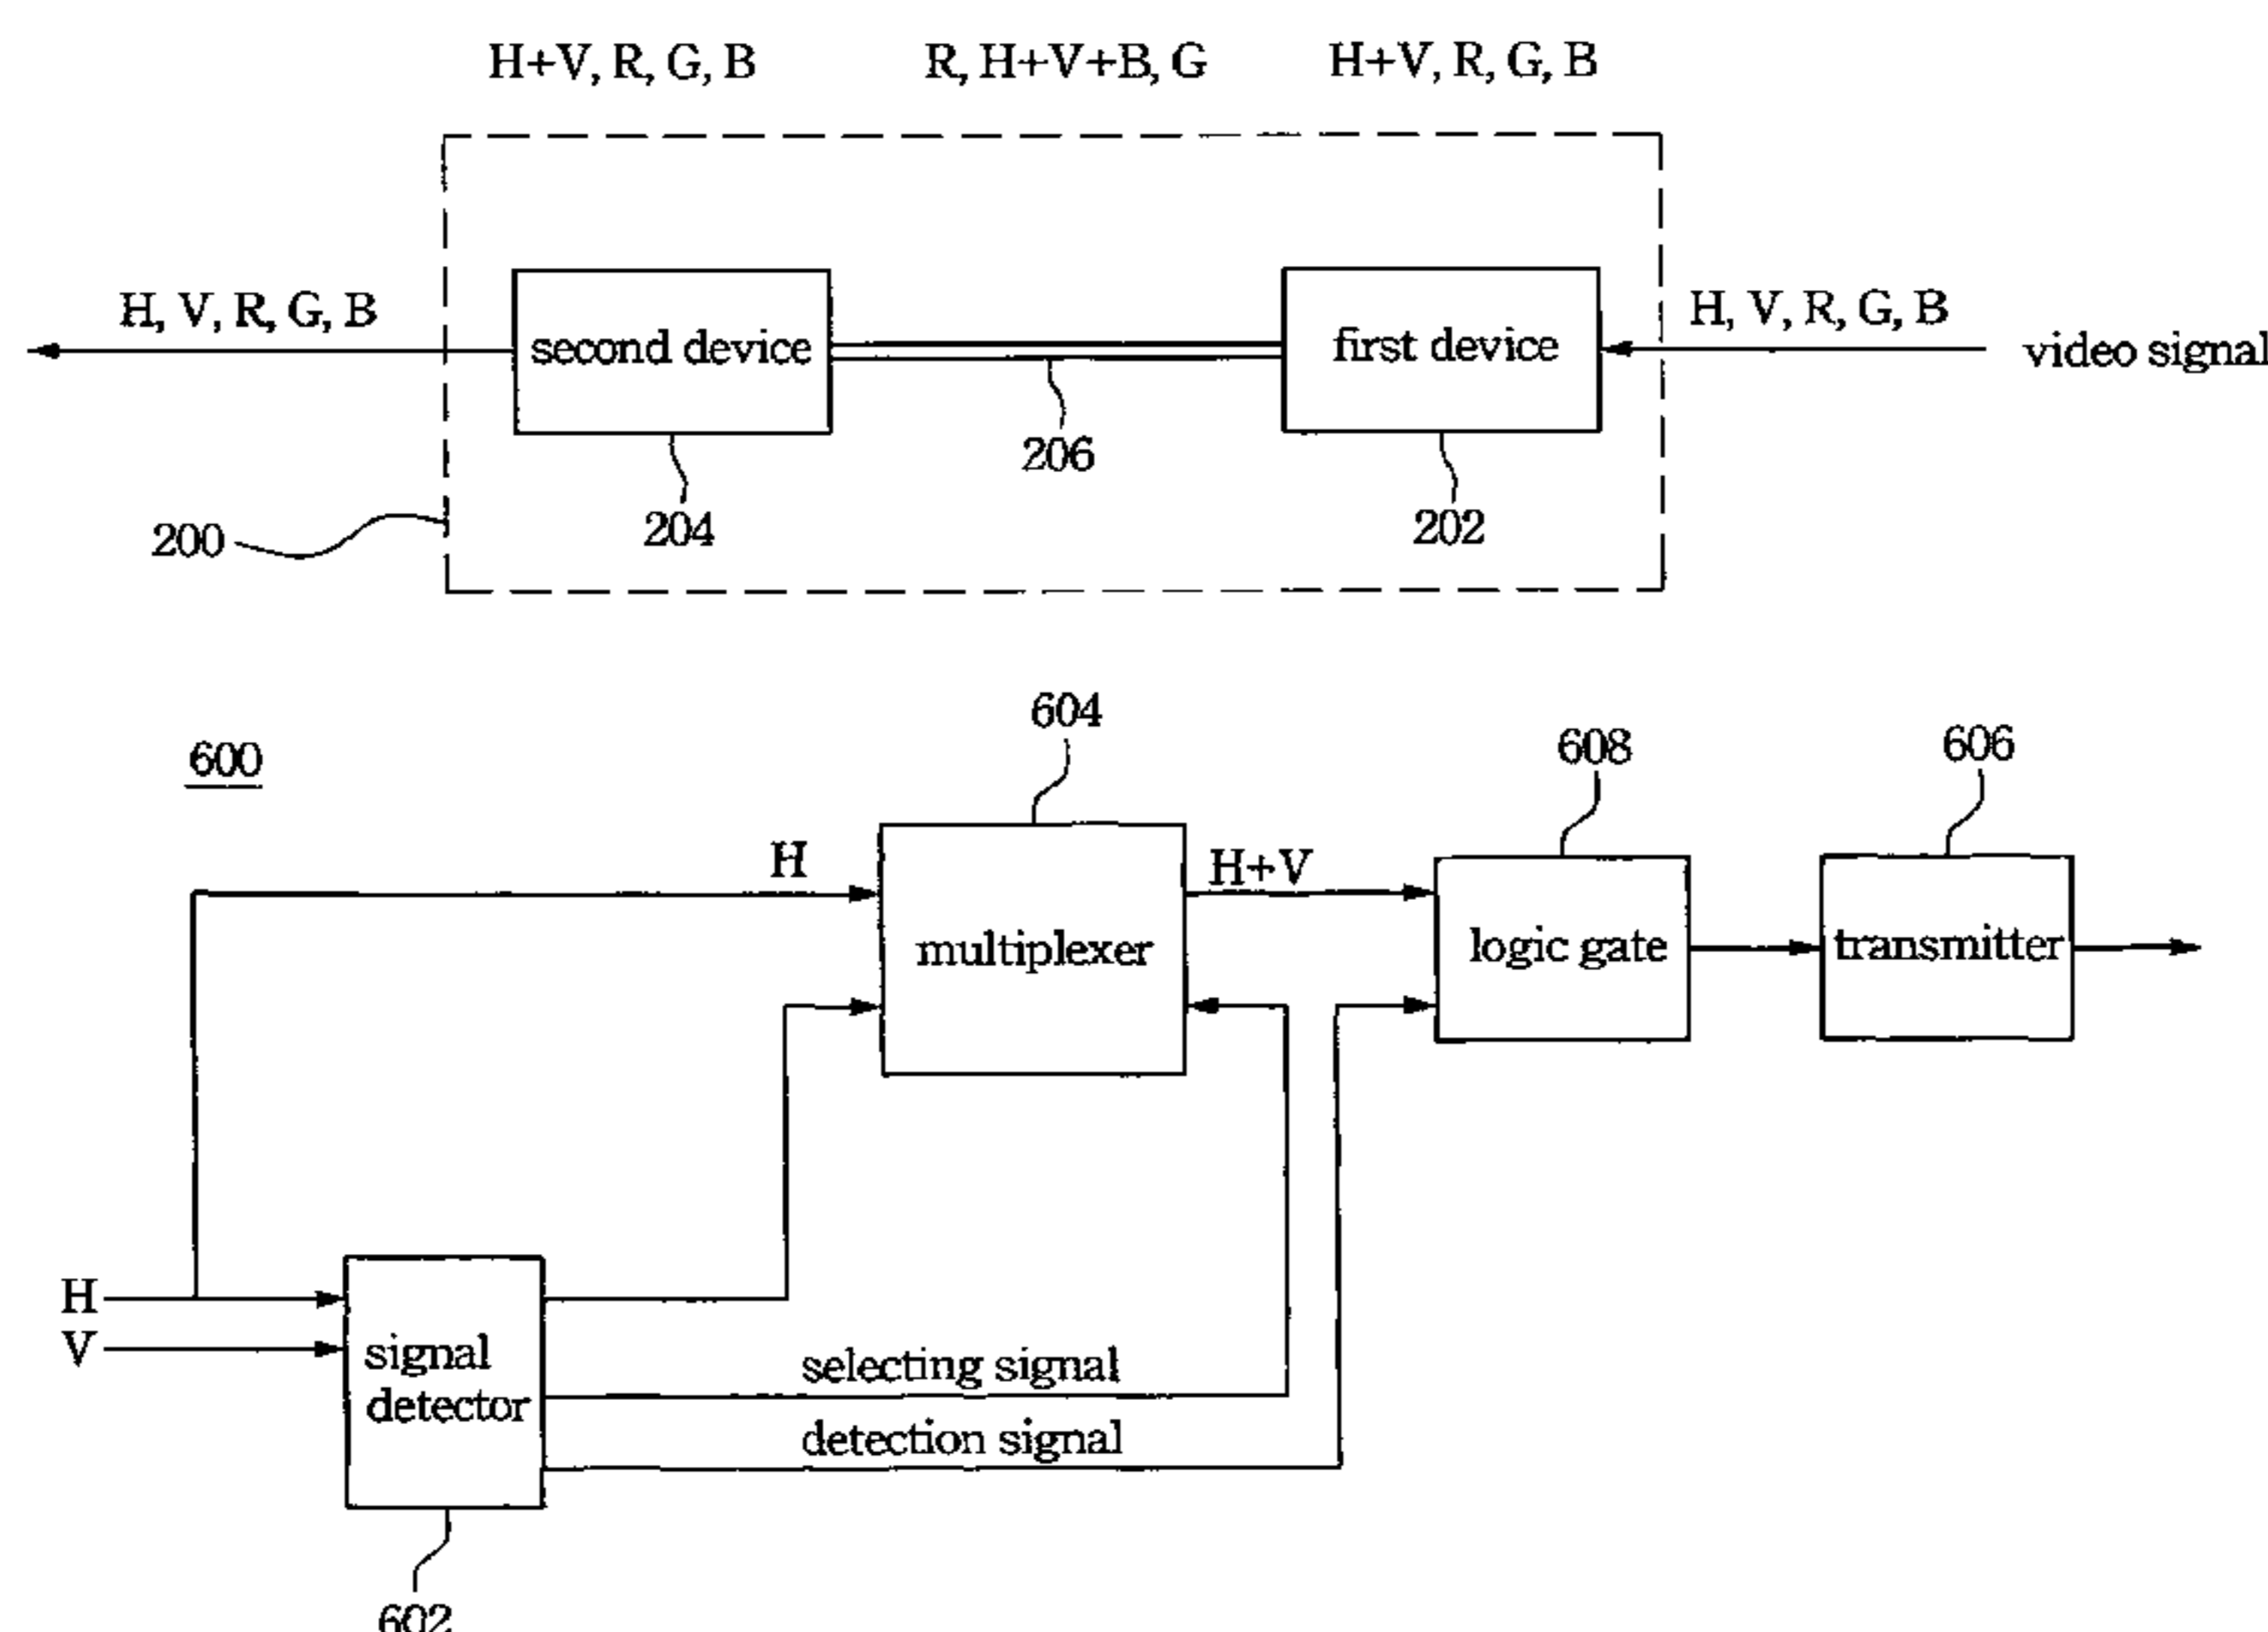 H+V, R, G, B
R, H+V+B, G
H+V, R, G, B
H, V, R, G, B
second device
first device
H, V, R, G, B
video signal
206
204
202
200
604
600
608
606
H
H+V
multiplexer
logic gate
transmitter
H
V
signal
detector
selecting signal
detection signal
602